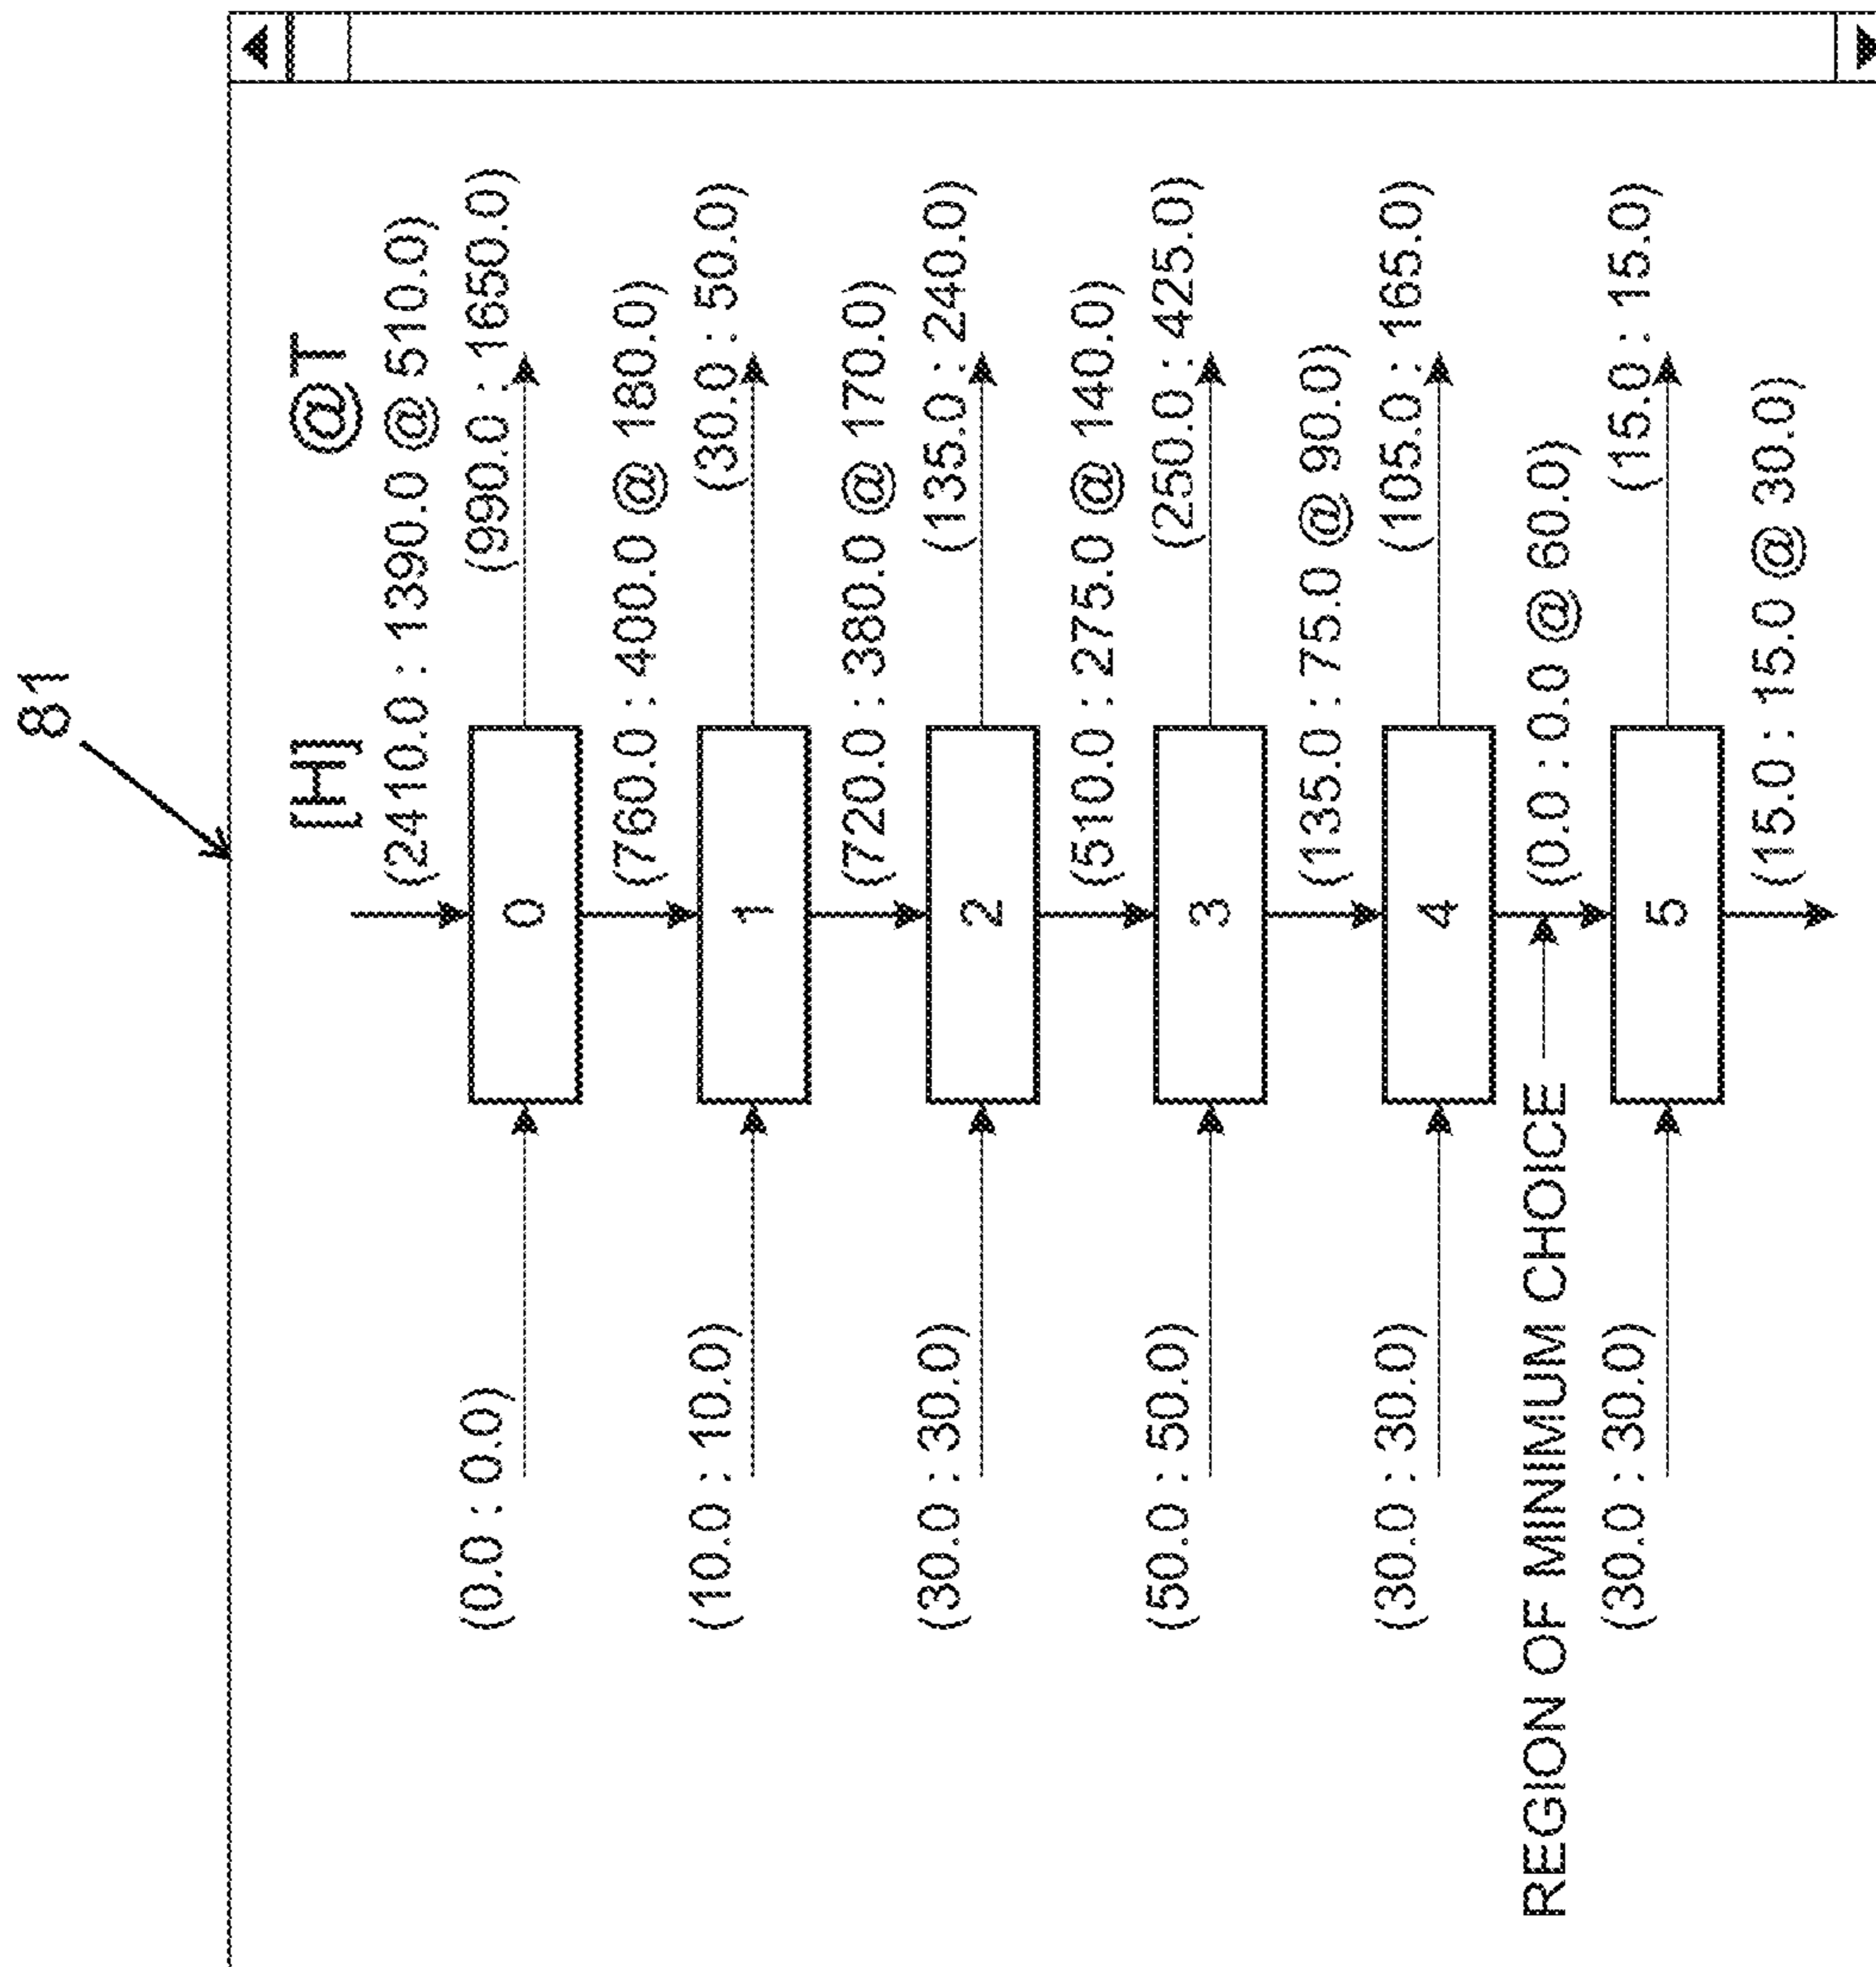 81
[H] @T
(2410.0 : 1390.0 @ 510.0)
(0.0 : 0.0) 0 (990.0 : 1650.0)
(760.0 : 400.0 @ 180.0)
(10.0 : 10.0) 1 (30.0 : 50.0)
(720.0 : 380.0 @ 170.0)
(30.0 : 30.0) 2 (135.0 : 240.0)
(510.0 : 275.0 @ 140.0)
(50.0 : 50.0) 3 (250.0 : 425.0)
(135.0 : 75.0 @ 90.0)
(30.0 : 30.0) 4 (105.0 : 165.0)
REGION OF MINIMUM CHOICE (0.0 : 0.0 @ 60.0)
(30.0 : 30.0) 5 (15.0 : 15.0)
(15.0 : 15.0 @ 30.0)